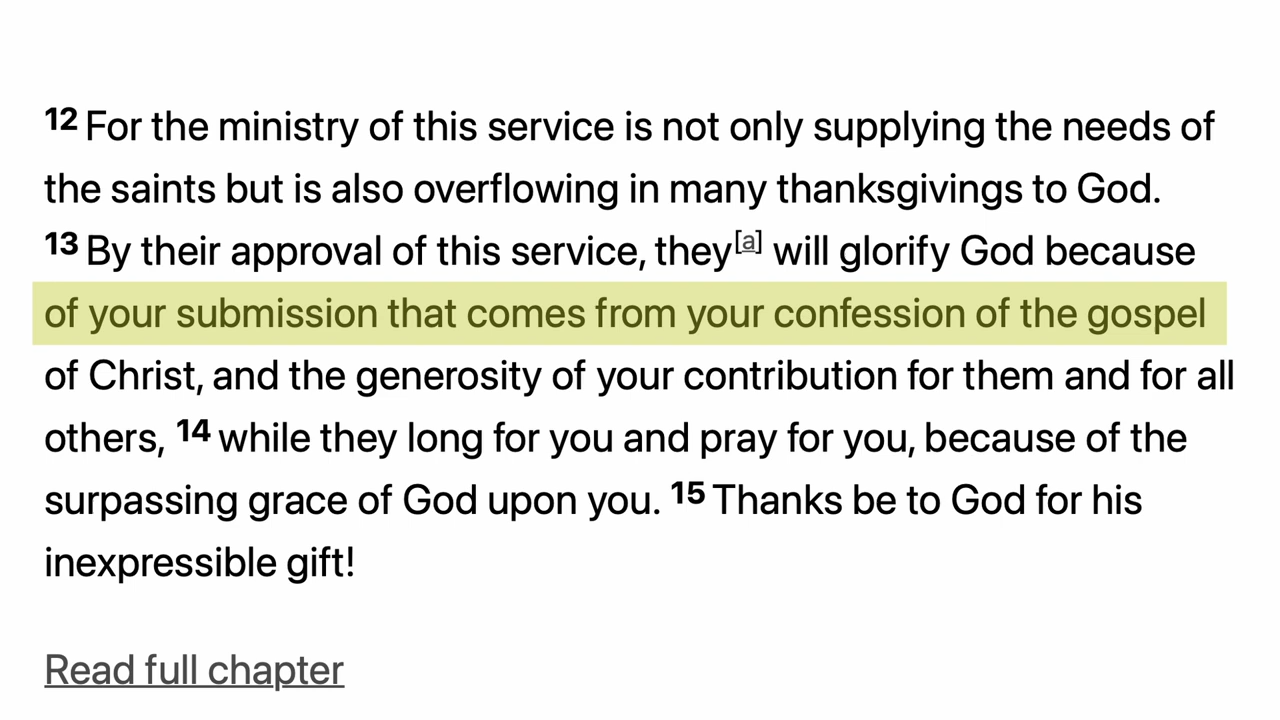 12 For the ministry of this service is not only supplying the needs of
the saints but is also overflowing in many thanksgivings to God.
13 By their approval of this service, they[a] will glorify God because
of your submission that comes from your confession of the gospel
of Christ, and the generosity of your contribution for them and for all
others, 14 while they long for you and pray for you, because of the
surpassing grace of God upon you. 15 Thanks be to God for his
inexpressible gift!
Read full chapter